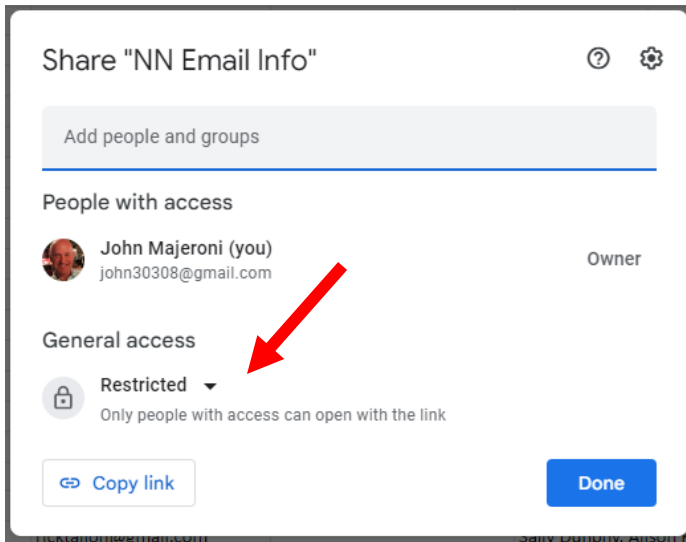 Share "NN Email Info"
Add people and groups
People with access
John Majeroni (you)
john30308@gmail.com
Owner
General access
Restricted
Only people with access can open with the link
Copy link
Done